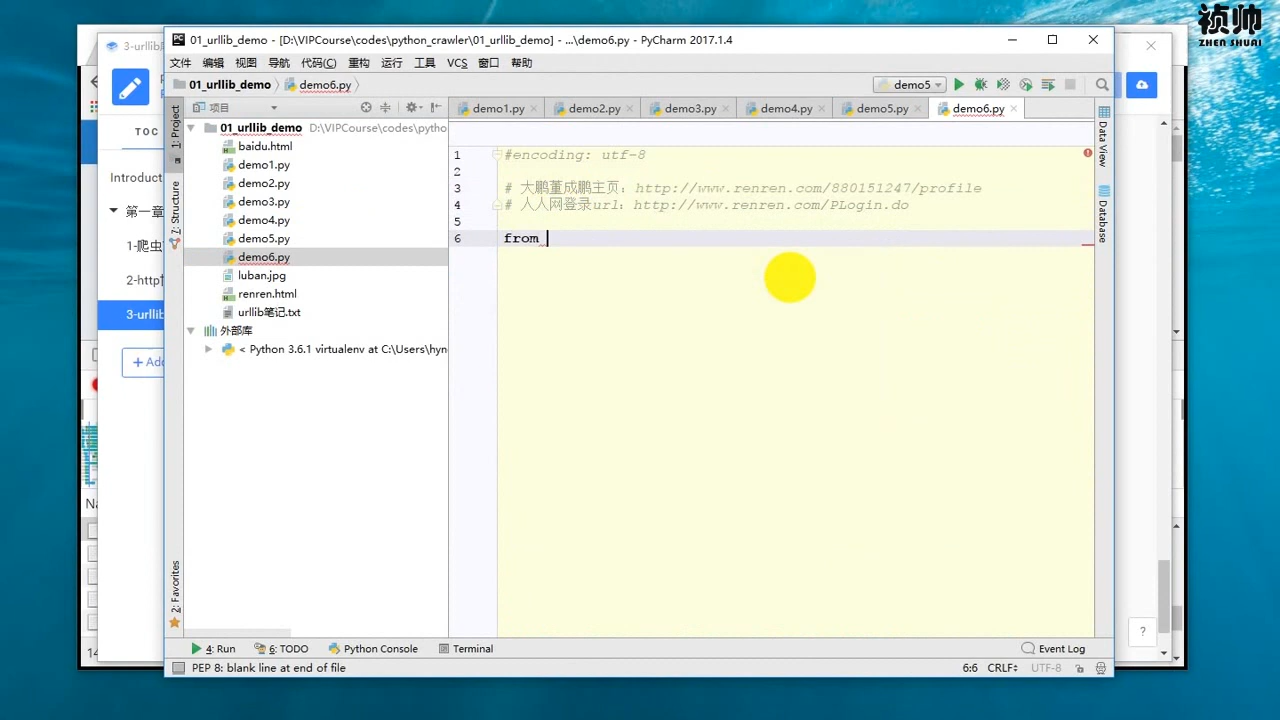 祯帅
ZHEN SHUAI
3-urllib
01_urllib_demo - [D:\VIPCourse\codes\python_crawler\01_urllib_demo] - ...\demo6.py - PyCharm 2017.1.4
文件 编辑 视图 导航 代码(C) 重构 运行 工具 VCS 窗口 帮助
01_urllib_demo demo6.py
demo5
项目
demo1.py demo2.py demo3.py demo4.py demo5.py demo6.py
TOC
Introduct
第一章
1-爬虫
2-http
3-urllib
+ Add
1: Project
7: Structure
2: Favorites
01_urllib_demo D:\VIPCourse\codes\pytho
baidu.html
demo1.py
demo2.py
demo3.py
demo4.py
demo5.py
demo6.py
luban.jpg
renren.html
urllib笔记.txt
外部库
< Python 3.6.1 virtualenv at C:\Users\hyn
1 #encoding: utf-8
2
3 # 大鹏董成鹏主页：http://www.renren.com/880151247/profile
4 # 人人网登录url：http://www.renren.com/PLogin.do
5
6 from
Data View
Database
Na
14
?
4: Run 6: TODO Python Console Terminal Event Log
PEP 8: blank line at end of file 6:6 CRLF UTF-8